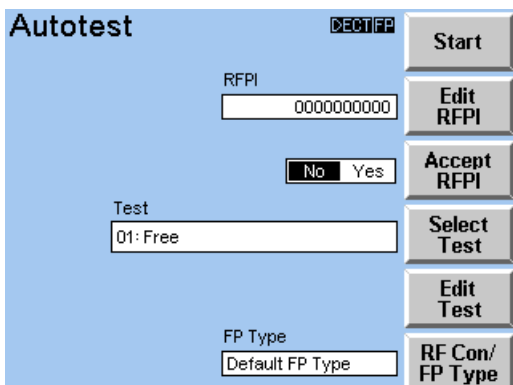 Autotest
DECT FP
Start
RFPI
0000000000
Edit
RFPI
No Yes
Accept
RFPI
Test
01: Free
Select
Test
Edit
Test
FP Type
Default FP Type
RF Con/
FP Type